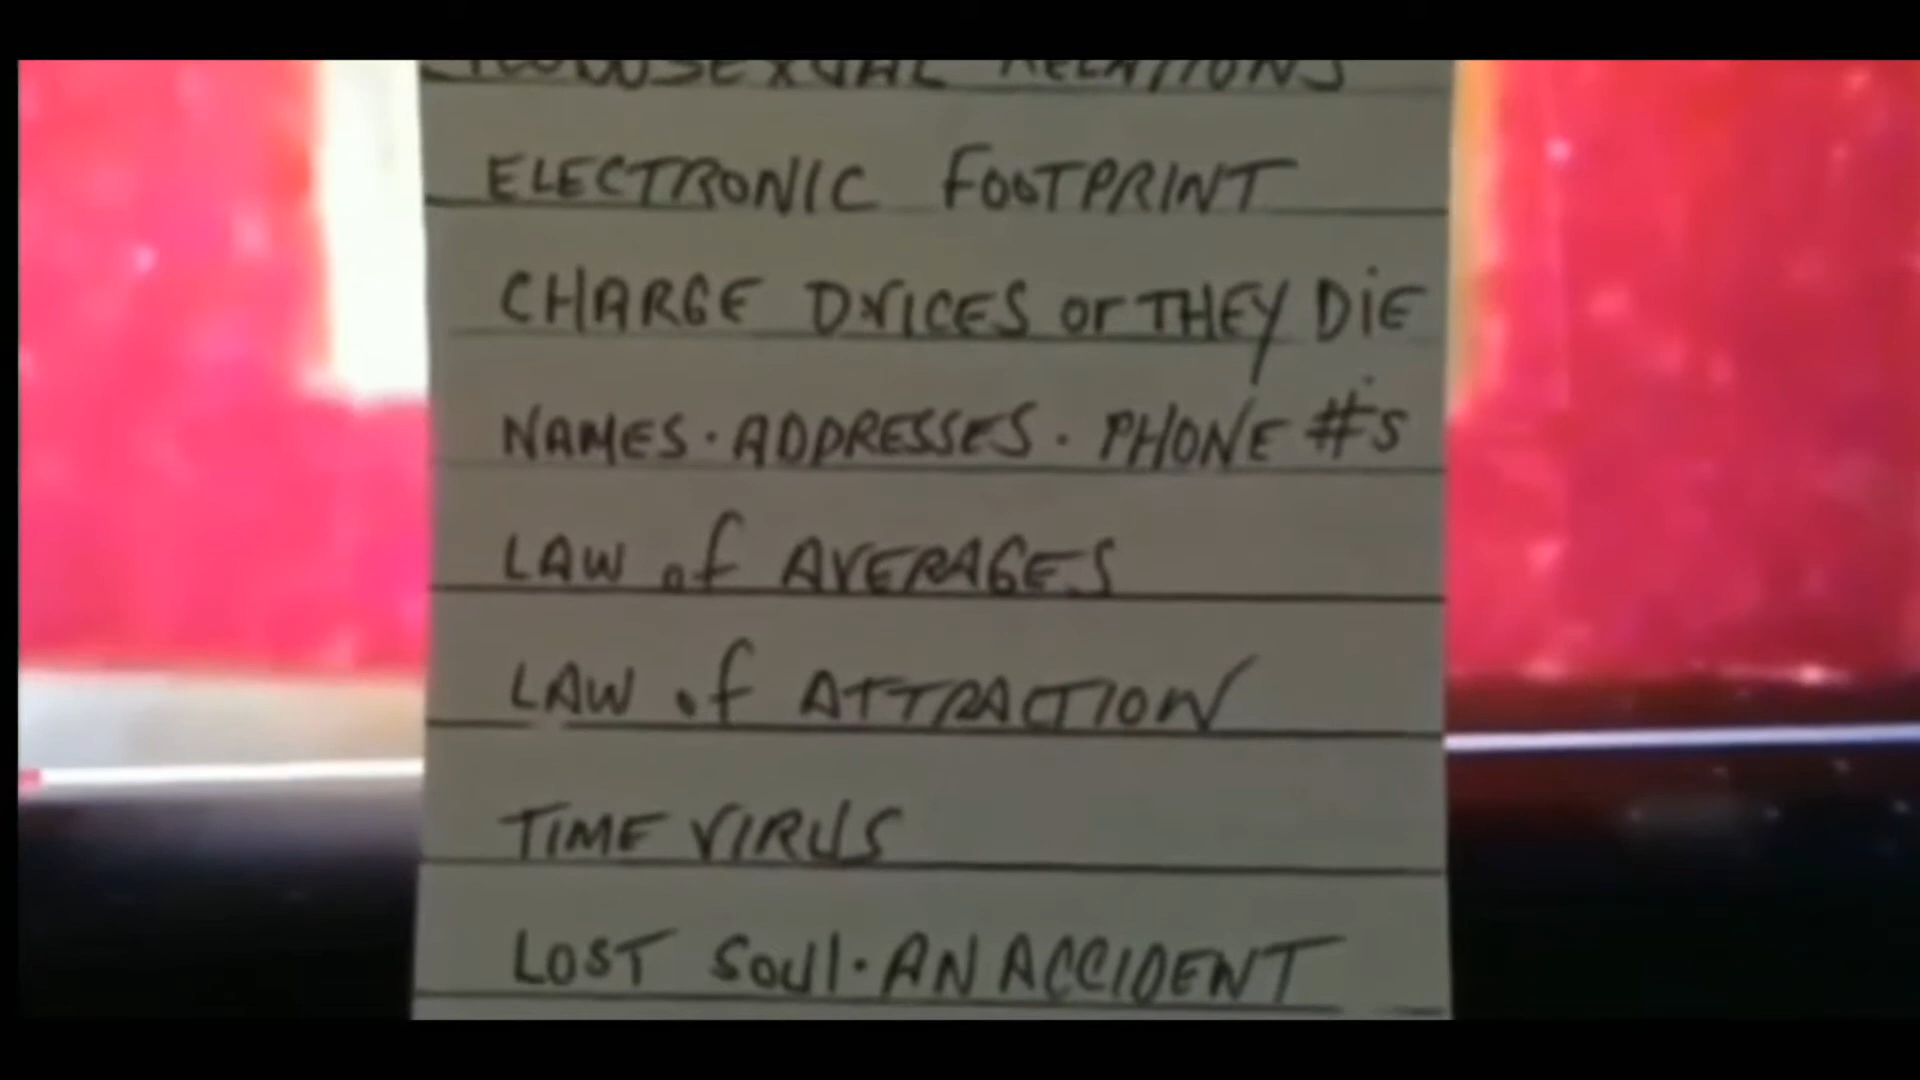 RELATIONS
ELECTRONIC FOOTPRINT
CHARGE DVICES or THEY DiE
NAMES · ADDRESSES · PHONE #'s
LAW of AVERAGES
LAW of ATTRACTION
TIME VIRUS
LOST SOUl · AN ACCIDENT